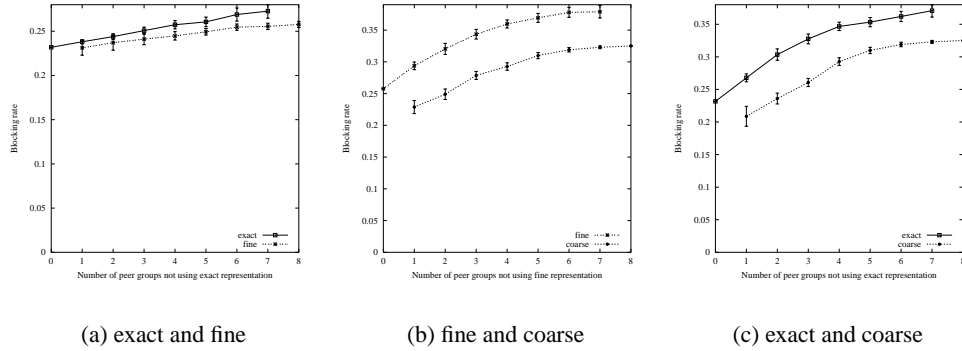 0.25
0.2
0.15
0.1
0.05
0
Blocking rate
exact
fine
0 1 2 3 4 5 6 7 8
Number of peer groups not using exact representation
0.4
0.35
0.3
0.25
0.2
0.15
0.1
0.05
0
Blocking rate
fine
coarse
0 1 2 3 4 5 6 7 8
Number of peer groups not using fine representation
0.35
0.3
0.25
0.2
0.15
0.1
0.05
0
Blocking rate
exact
coarse
0 1 2 3 4 5 6 7 8
Number of peer groups not using exact representation
(a) exact and fine
(b) fine and coarse
(c) exact and coarse